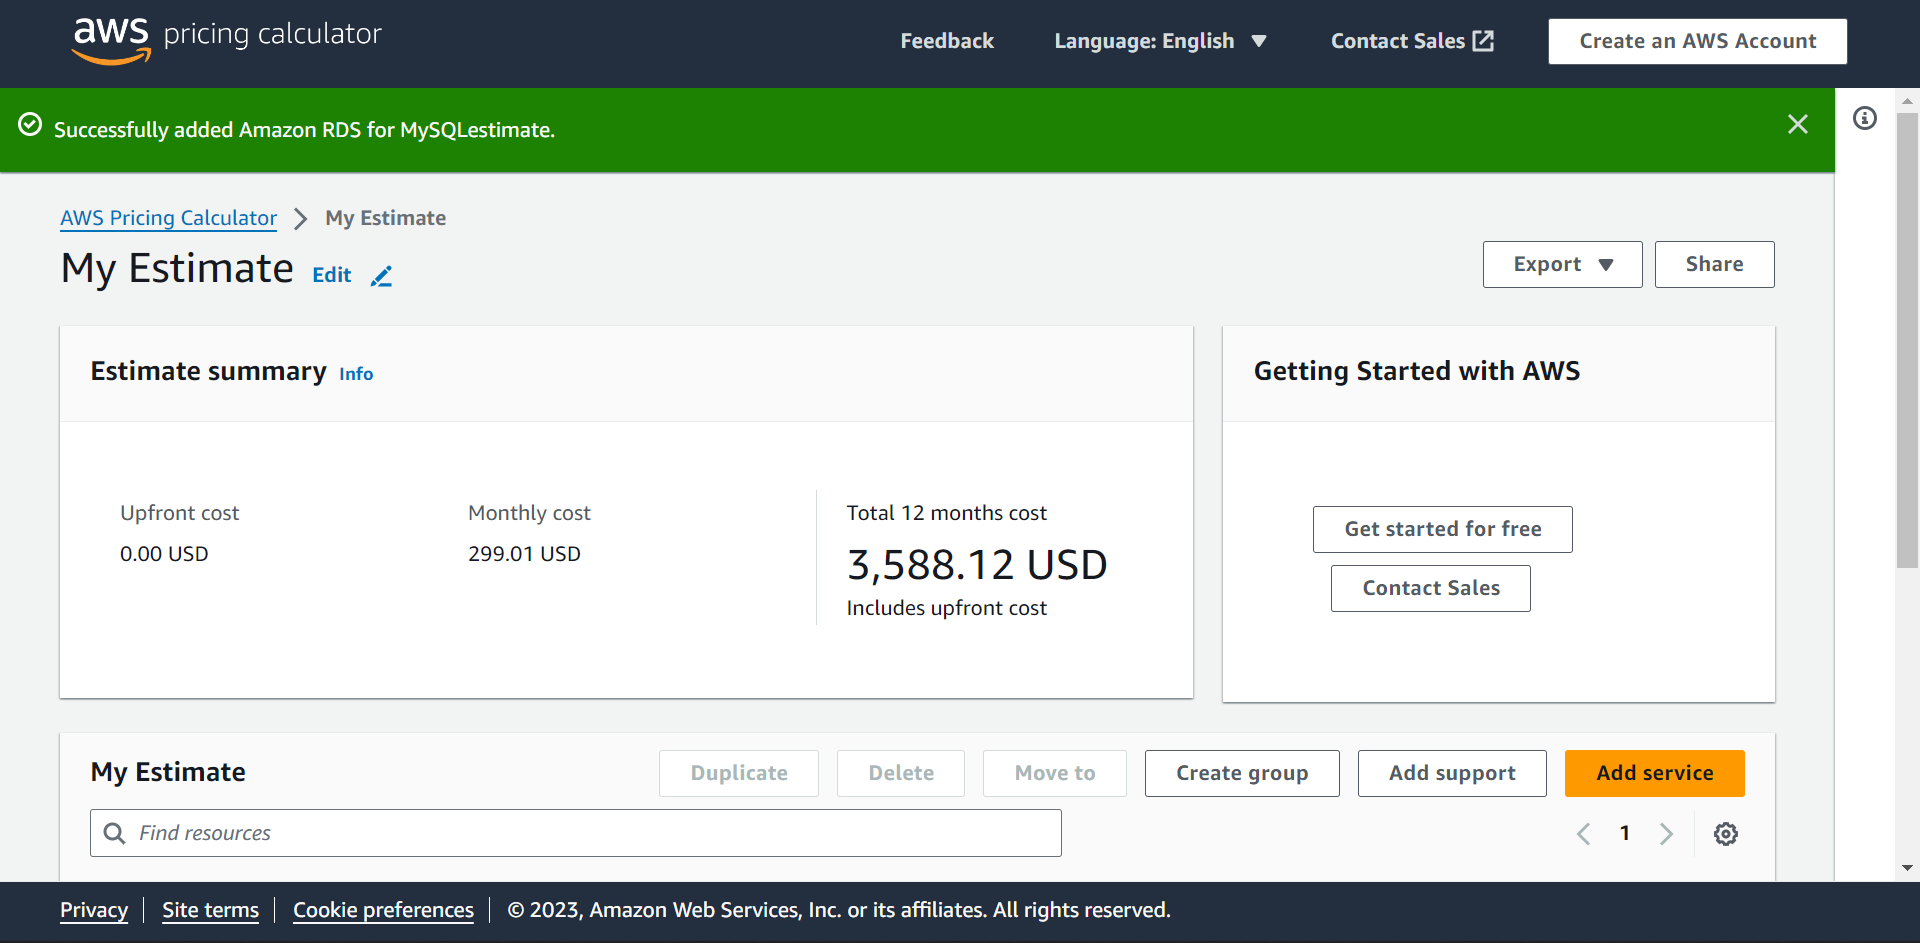 aws pricing calculator
Feedback
Language: English
Contact Sales
Create an AWS Account
Successfully added Amazon RDS for MySQLestimate.
AWS Pricing Calculator
My Estimate
My Estimate
Edit
Export
Share
Estimate summary
Info
Upfront cost
0.00 USD
Monthly cost
299.01 USD
Total 12 months cost
3,588.12 USD
Includes upfront cost
Getting Started with AWS
Get started for free
Contact Sales
My Estimate
Duplicate
Delete
Move to
Create group
Add support
Add service
Find resources
1
Privacy
Site terms
Cookie preferences
© 2023, Amazon Web Services, Inc. or its affiliates. All rights reserved.